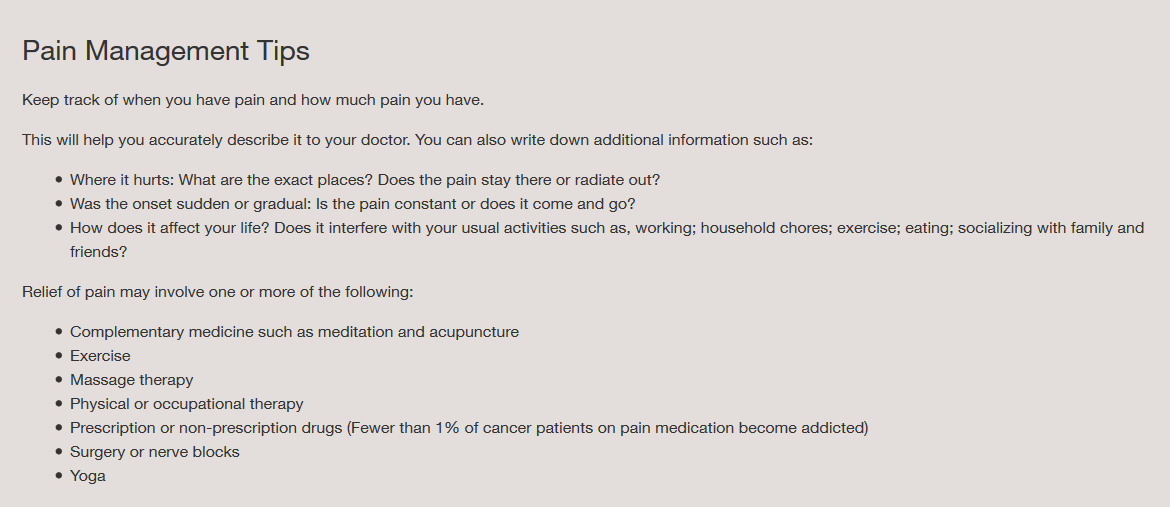 Pain Management Tips
Keep track of when you have pain and how much pain you have.
This will help you accurately describe it to your doctor. You can also write down additional information such as:
• Where it hurts: What are the exact places? Does the pain stay there or radiate out?
• Was the onset sudden or gradual: Is the pain constant or does it come and go?
• How does it affect your life? Does it interfere with your usual activities such as, working; household chores; exercise; eating; socializing with family and
friends?
Relief of pain may involve one or more of the following:
• Complementary medicine such as meditation and acupuncture
• Exercise
• Massage therapy
• Physical or occupational therapy
• Prescription or non-prescription drugs (Fewer than 1% of cancer patients on pain medication become addicted)
• Surgery or nerve blocks
• Yoga